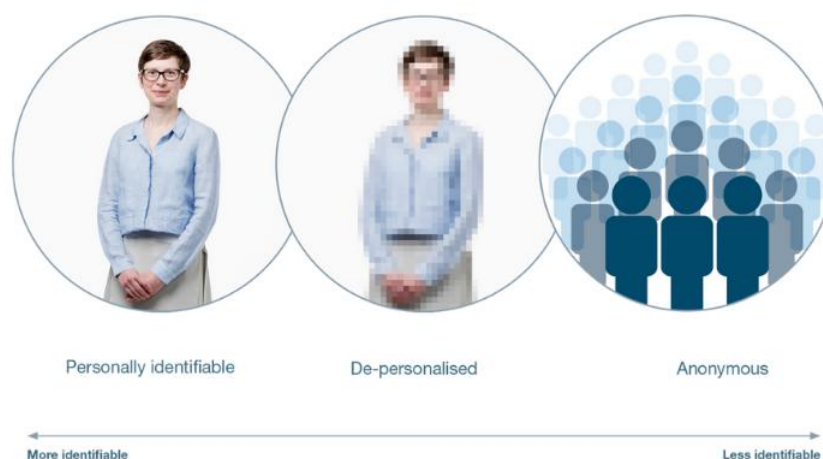 Personally identifiable
De-personalised
Anonymous
More identifiable
Less identifiable